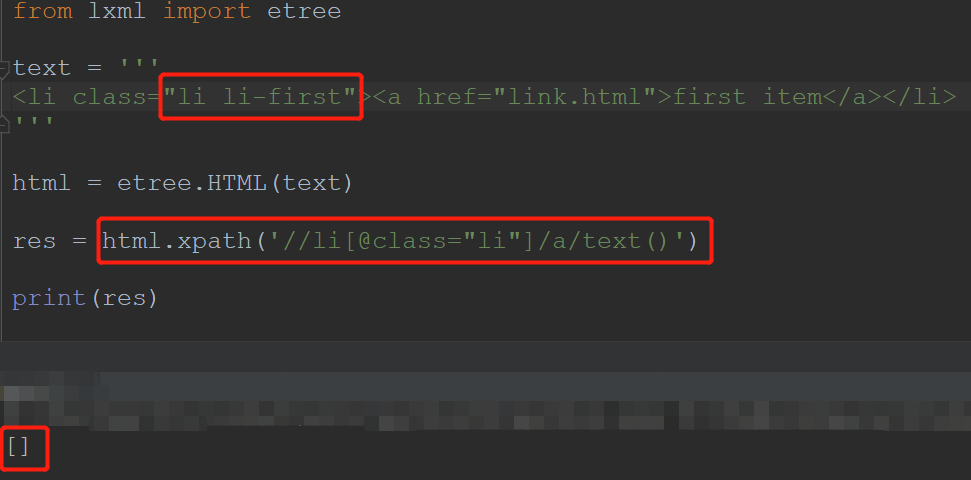 from lxml import etree
text = '''
<li class="li li-first"><a href="link.html">first item</a></li>
'''
html = etree.HTML(text)
res = html.xpath('//li[@class="li"]/a/text()')
print(res)
[]